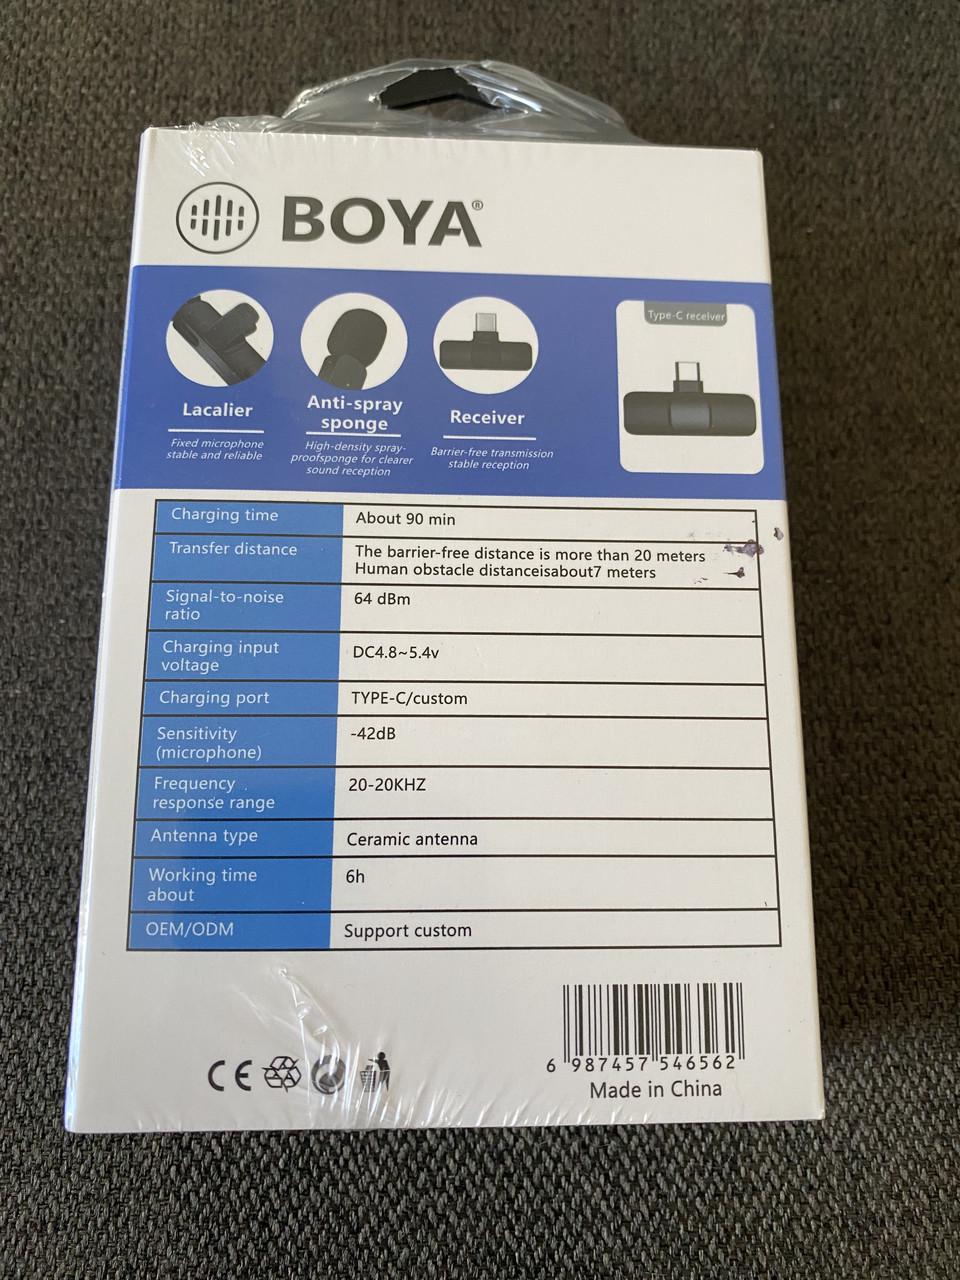 BOYA®
Type-C receiver
Lacalier
Fixed microphone
stable and reliable
Anti-spray
sponge
High-density spray-
proofsponge for clearer
sound reception
Receiver
Barrier-free transmission
stable reception
Charging time About 90 min
Transfer distance The barrier-free distance is more than 20 meters
Human obstacle distanceisabout7 meters
Signal-to-noise
ratio 64 dBm
Charging input
voltage DC4.8~5.4v
Charging port TYPE-C/custom
Sensitivity
(microphone) -42dB
Frequency
response range 20-20KHZ
Antenna type Ceramic antenna
Working time
about 6h
OEM/ODM Support custom
CE
6 987457 546562
Made in China